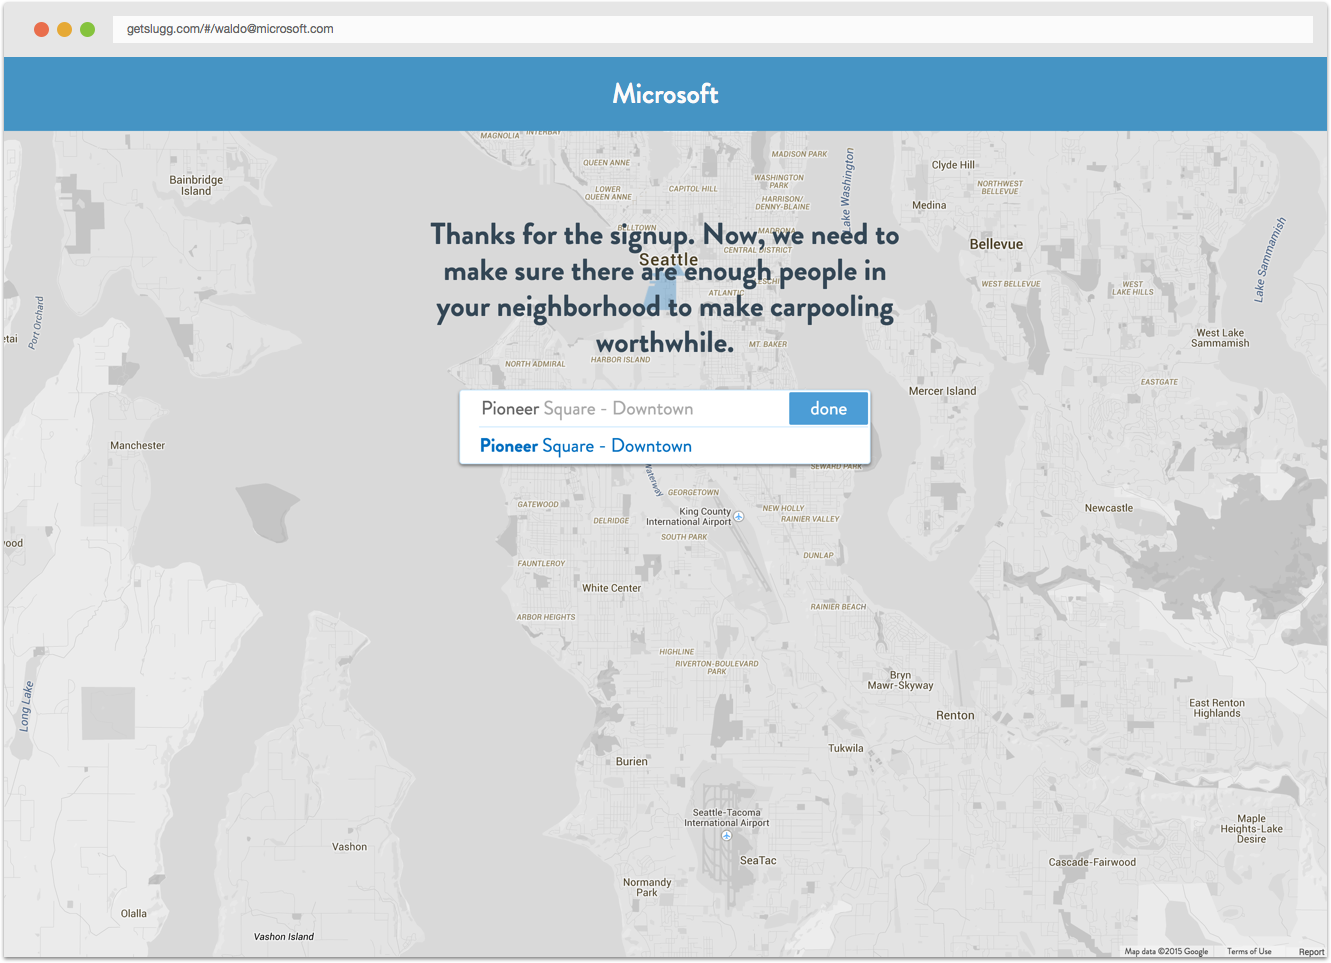 getslugg.com/#/waldo@microsoft.com
Microsoft
MAGNOLIA
INTERBAY
QUEEN ANNE
MADISON PARK
Clyde Hill
Bainbridge
Island
LOWER
QUEEN ANNE
CAPITOL HILL
WASHINGTON
PARK
HARRISON/
DENNY-BLAINE
Lake Washington
NORTHWEST
BELLEVUE
Medina
BELLTOWN
MADRONA
Thanks for the signup. Now, we need to
make sure there are enough people in
your neighborhood to make carpooling
worthwhile.
Seattle
CENTRAL DISTRICT
Bellevue
Lake Sammamish
ESCHI
ATLANTIC
WEST BELLEVUE
WEST
LAKE HILLS
Port Orchard
etai
West Lake
Sammamish
MT. BAKER
NORTH ADMIRAL
HARBOR ISLAND
EASTGATE
Mercer Island
Pioneer Square - Downtown
done
Pioneer Square - Downtown
Manchester
SEWARD PARK
Waterway
GEORGETOWN
GATEWOOD
King County
International Airport
NEW HOLLY
RAINIER VALLEY
Newcastle
DELRIDGE
SOUTH PARK
ood
DUNLAP
FAUNTLEROY
White Center
RAINIER BEACH
ARBOR HEIGHTS
HIGHLINE
RIVERTON-BOULEVARD
PARK
Bryn
Mawr-Skyway
Long Lake
East Renton
Highlands
Renton
Tukwila
Burien
Seattle-Tacoma
International Airport
Maple
Heights-Lake
Desire
Vashon
SeaTac
Cascade-Fairwood
Normandy
Park
Olalla
Vashon Island
Map data ©2015 Google
Terms of Use
Report